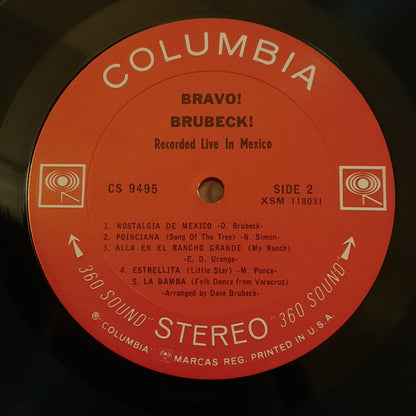 COLUMBIA
BRAVO!
BRUBECK!
Recorded Live In Mexico
CS 9495
SIDE 2
XSM 118031
1. NOSTALGIA DE MEXICO -D. Brubeck-
2. POINCIANA (Song Of The Tree) -N. Simon-
3. ALLA EN EL RANCHO GRANDE (My Ranch)
-E. D. Uranga-
4. ESTRELLITA (Little Star) -M. Ponce-
5. LA BAMBA (Folk Dance from Veracruz)
-Arranged by Dave Brubeck-
"360 SOUND" STEREO "360 SOUND"
® "COLUMBIA" MARCAS REG. PRINTED IN U.S.A.